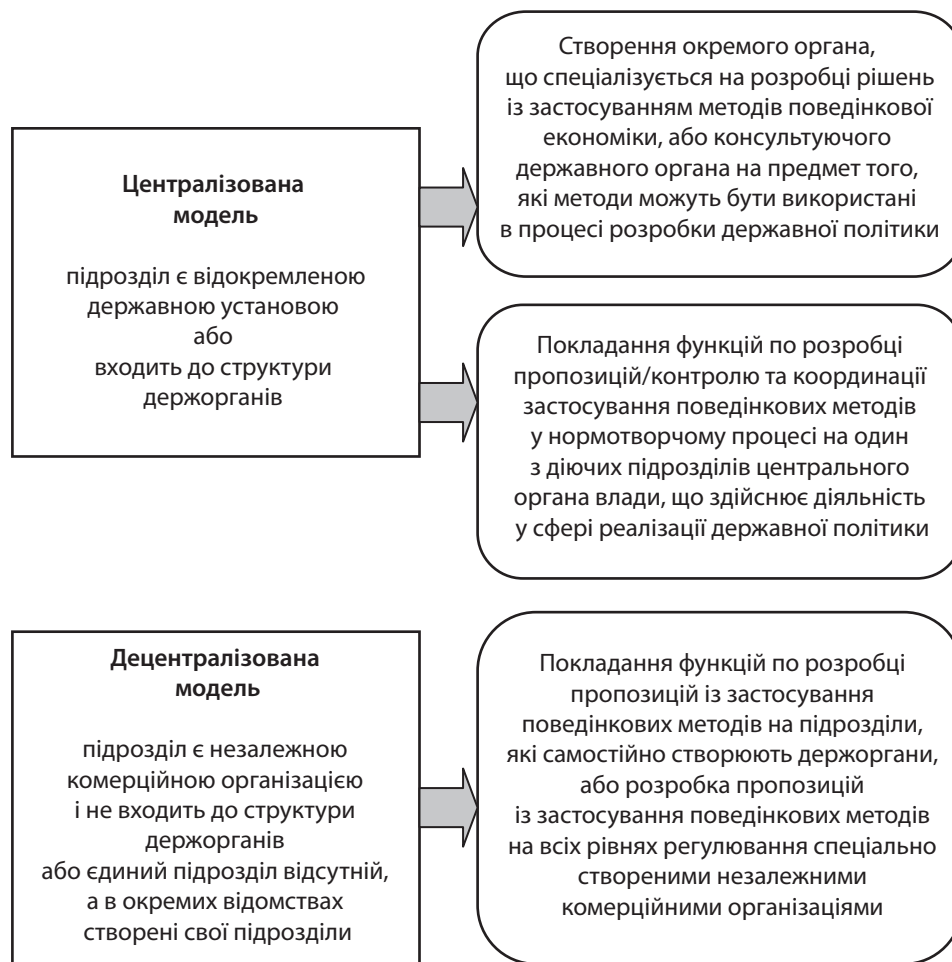 Централізована
модель
підрозділ є відокремленою
державною установою
або
входить до структури
держорганів
Створення окремого органа,
що спеціалізується на розробці рішень
із застосуванням методів поведінкової
економіки, або консультуючого
державного органа на предмет того,
які методи можуть бути використані
в процесі розробки державної політики
Покладання функцій по розробці
пропозицій/контролю та координації
застосування поведінкових методів
у нормотворчому процесі на один
з діючих підрозділів центрального
органа влади, що здійснює діяльність
у сфері реалізації державної політики
Децентралізована
модель
підрозділ є незалежною
комерційною організацією
і не входить до структури
держорганів
або єдиний підрозділ відсутній,
а в окремих відомствах
створені свої підрозділи
Покладання функцій по розробці
пропозицій із застосування
поведінкових методів на підрозділи,
які самостійно створюють держоргани,
або розробка пропозицій
із застосування поведінкових методів
на всіх рівнях регулювання спеціально
створеними незалежними
комерційними організаціями